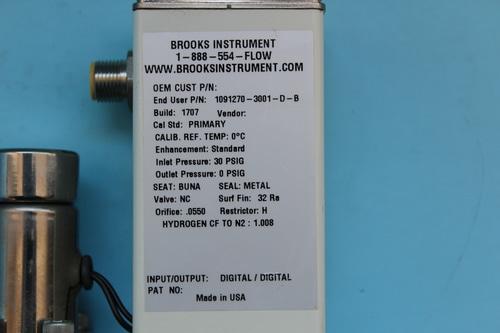 BROOKS INSTRUMENT
1-888-554-FLOW
WWW.BROOKSINSTRUMENT.COM
OEM CUST P/N:
End User P/N: 1091270-3001-D-B
Build: 1707 Vendor:
Cal Std: PRIMARY
CALIB. REF. TEMP: 0°C
Enhancement: Standard
Inlet Pressure: 30 PSIG
Outlet Pressure: 0 PSIG
SEAT: BUNA SEAL: METAL
Valve: NC Surf Fin: 32 Ra
Orifice: .0550 Restrictor: H
HYDROGEN CF TO N2 : 1.008
INPUT/OUTPUT: DIGITAL / DIGITAL
PAT NO:
Made in USA